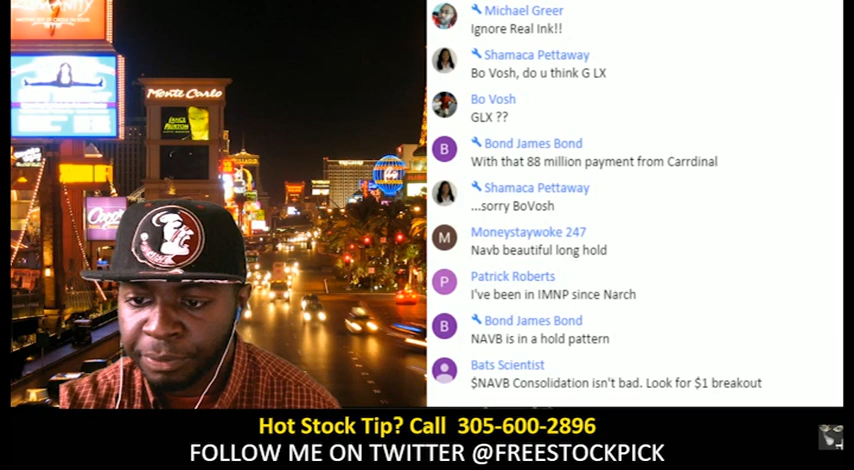 HUMANITY
Monte Carlo
LANCE
BURTON
Michael Greer
Ignore Real Ink!!
Shamaca Pettaway
Bo Vosh, do u think G LX
Bo Vosh
GLX ??
B
Bond James Bond
With that 88 million payment from Carrdinal
Shamaca Pettaway
...sorry BoVosh
M
Moneystaywoke 247
Navb beautiful long hold
P
Patrick Roberts
I've been in IMNP since Narch
B
Bond James Bond
NAVB is in a hold pattern
Bats Scientist
$NAVB Consolidation isn't bad. Look for $1 breakout
Hot Stock Tip? Call 305-600-2896
FOLLOW ME ON TWITTER @FREESTOCKPICK